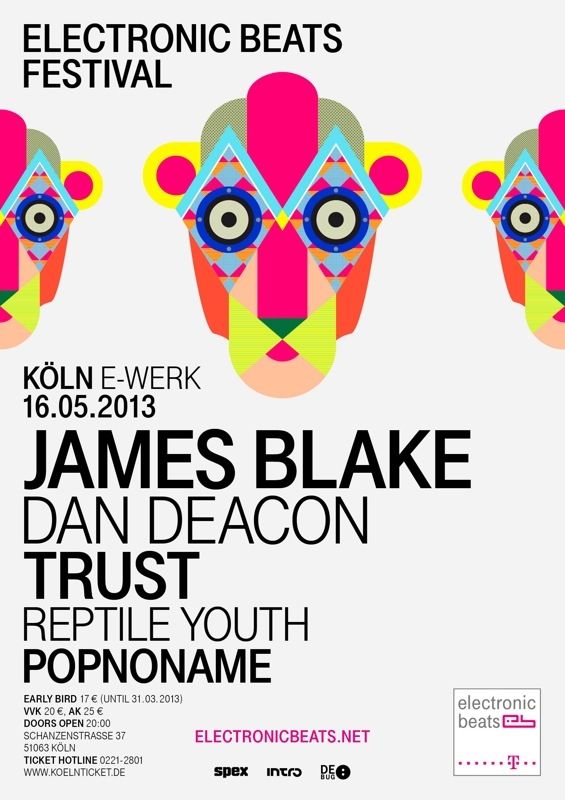 ELECTRONIC BEATS
FESTIVAL
KÖLN E-WERK
16.05.2013
JAMES BLAKE
DAN DEACON
TRUST
REPTILE YOUTH
POPNONAME
EARLY BIRD 17 € (UNTIL 31.03.2013)
VVK 20 €, AK 25 €
DOORS OPEN 20:00
SCHANZENSTRASSE 37
51063 KÖLN
TICKET HOTLINE 0221-2801
WWW.KOELNTICKET.DE
ELECTRONICBEATS.NET
spex intro DE
BUG
electronic
beats eb
T